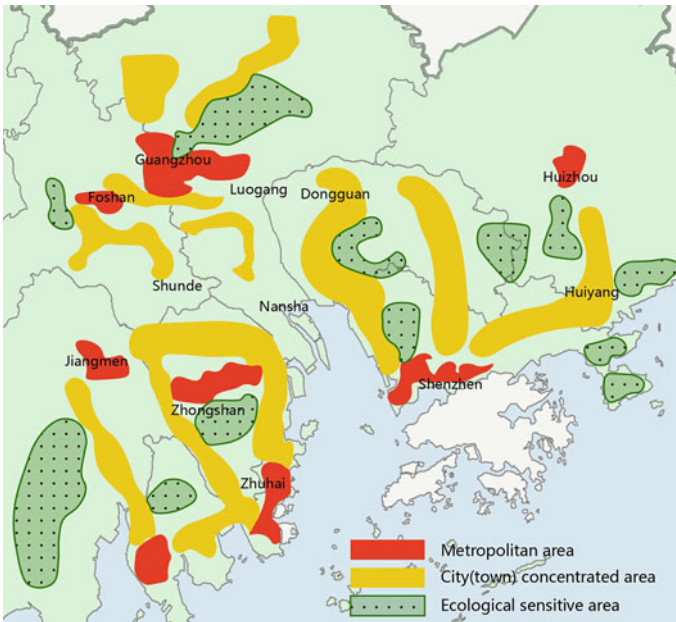 Guangzhou
Huizhou
Foshan
Luogang
Dongguan
Shunde
Huiyang
Nansha
Jiangmen
Shenzhen
Zhongshan
Zhuhai
Metropolitan area
City(town) concentrated area
Ecological sensitive area